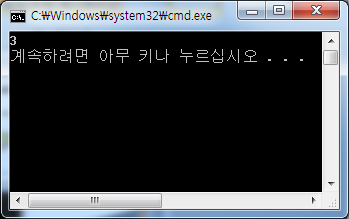 C:₩Windows₩system32₩cmd.exe
3
계속하려면 아무 키나 누르십시오 . . .